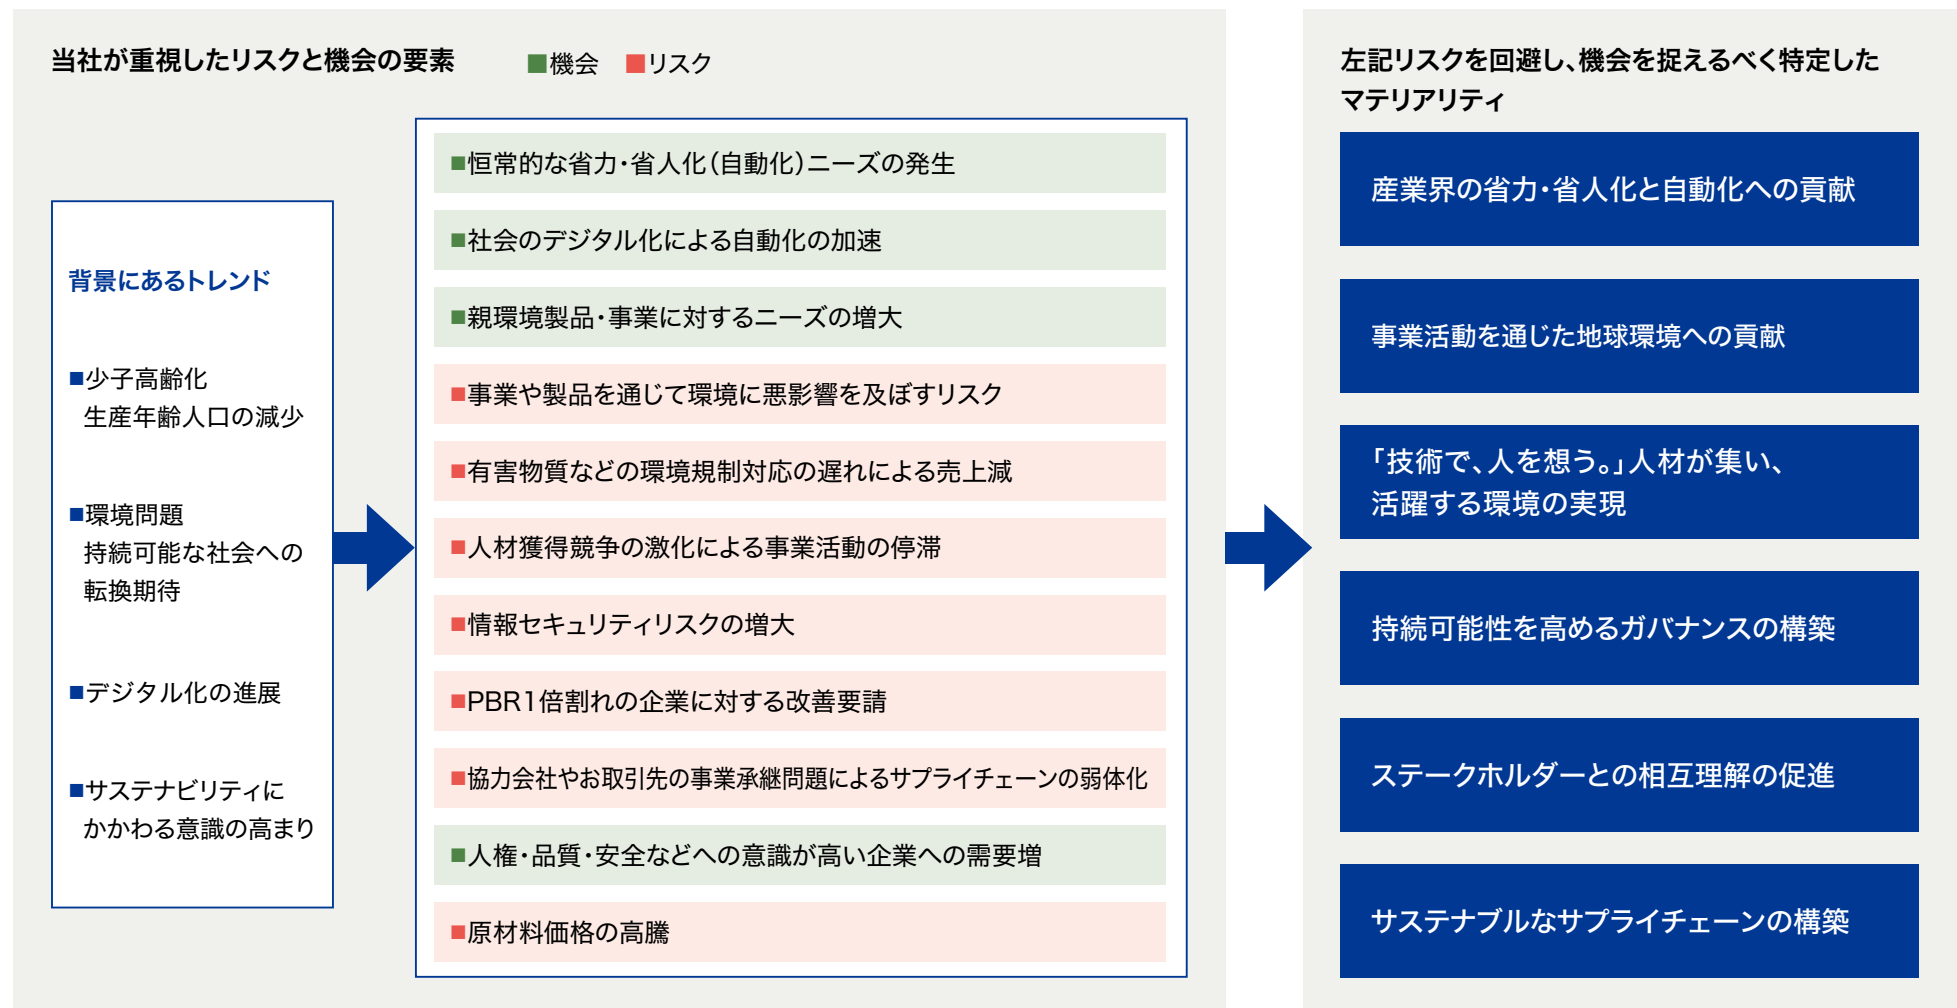 当社が重視したリスクと機会の要素
■機会 ■リスク
背景にあるトレンド
■少子高齢化
生産年齢人口の減少
■環境問題
持続可能な社会への
転換期待
■デジタル化の進展
■サステナビリティに
かかわる意識の高まり
■恒常的な省力・省人化(自動化)ニーズの発生
■社会のデジタル化による自動化の加速
■親環境製品・事業に対するニーズの増大
■事業や製品を通じて環境に悪影響を及ぼすリスク
■有害物質などの環境規制対応の遅れによる売上減
■人材獲得競争の激化による事業活動の停滞
■情報セキュリティリスクの増大
■PBR1倍割れの企業に対する改善要請
■協力会社やお取引先の事業承継問題によるサプライチェーンの弱体化
■人権・品質・安全などへの意識が高い企業への需要増
■原材料価格の高騰
左記リスクを回避し、機会を捉えるべく特定した
マテリアリティ
産業界の省力・省人化と自動化への貢献
事業活動を通じた地球環境への貢献
「技術で、人を想う。」人材が集い、
活躍する環境の実現
持続可能性を高めるガバナンスの構築
ステークホルダーとの相互理解の促進
サステナブルなサプライチェーンの構築